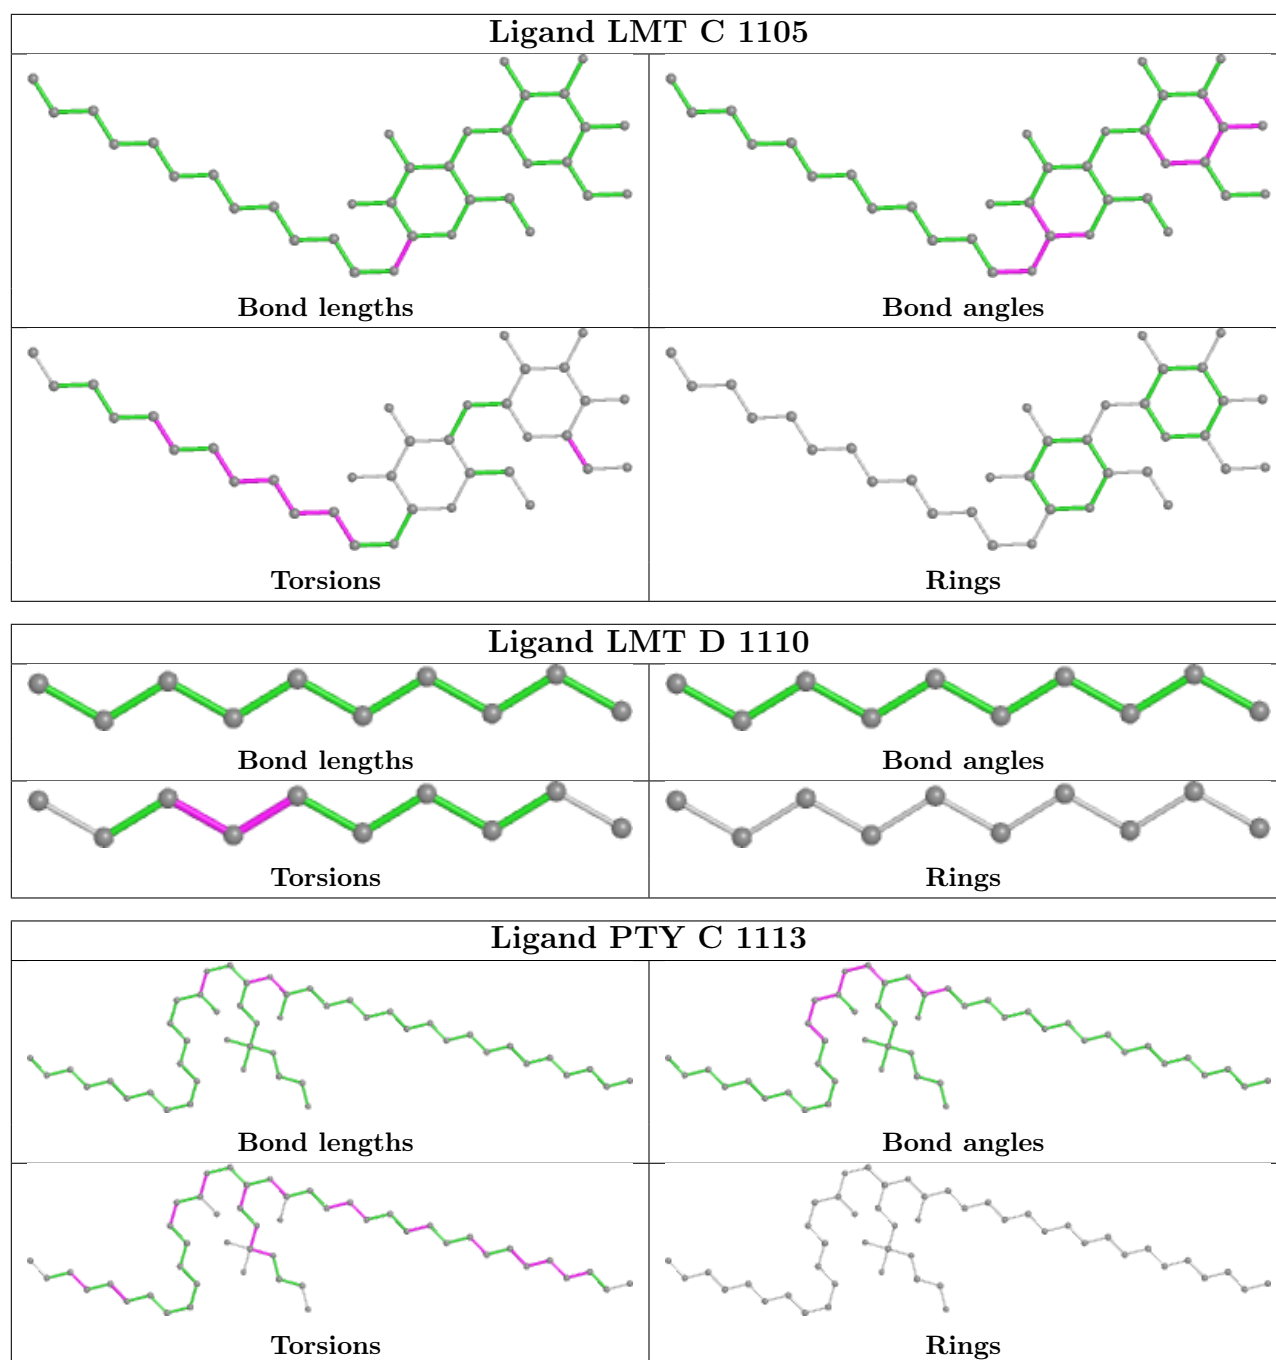 Ligand LMT C 1105
Bond lengths
Bond angles
Torsions
Rings
Ligand LMT D 1110
Bond lengths
Bond angles
Torsions
Rings
Ligand PTY C 1113
Bond lengths
Bond angles
Torsions
Rings